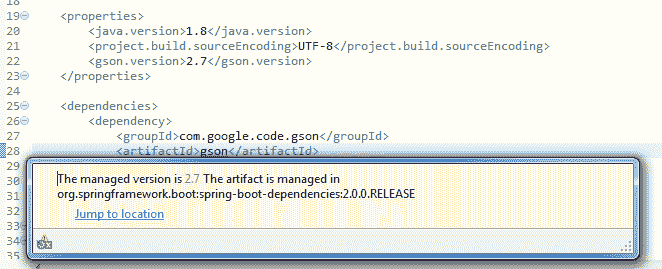 19 <properties>
20 <java.version>1.8</java.version>
21 <project.build.sourceEncoding>UTF-8</project.build.sourceEncoding>
22 <gson.version>2.7</gson.version>
23 </properties>
24
25 <dependencies>
26 <dependency>
27 <groupId>com.google.code.gson</groupId>
28 <artifactId>gson</artifactId>
29
30 The managed version is 2.7 The artifact is managed in
31 org.springframework.boot:spring-boot-dependencies:2.0.0.RELEASE
32 Jump to location
33
34
35